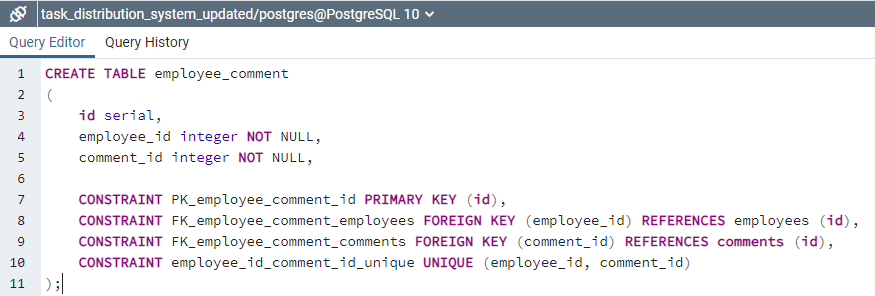 task_distribution_system_updated/postgres@PostgreSQL 10
Query Editor Query History
1 CREATE TABLE employee_comment
2 (
3 id serial,
4 employee_id integer NOT NULL,
5 comment_id integer NOT NULL,
6
7 CONSTRAINT PK_employee_comment_id PRIMARY KEY (id),
8 CONSTRAINT FK_employee_comment_employees FOREIGN KEY (employee_id) REFERENCES employees (id),
9 CONSTRAINT FK_employee_comment_comments FOREIGN KEY (comment_id) REFERENCES comments (id),
10 CONSTRAINT employee_id_comment_id_unique UNIQUE (employee_id, comment_id)
11 );